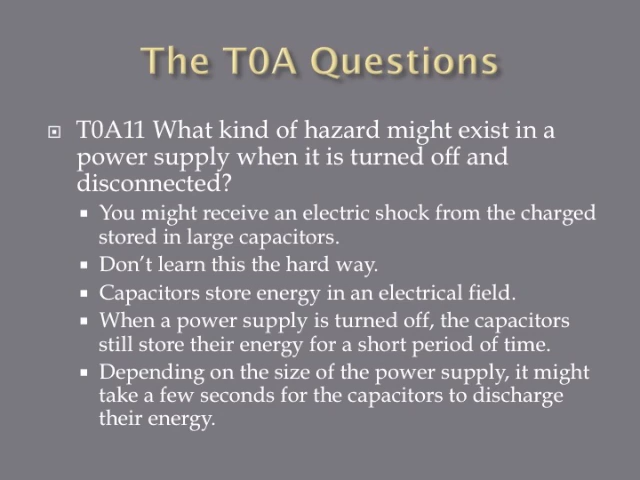 The T0A Questions
T0A11 What kind of hazard might exist in a
power supply when it is turned off and
disconnected?
You might receive an electric shock from the charged
stored in large capacitors.
Don't learn this the hard way.
Capacitors store energy in an electrical field.
When a power supply is turned off, the capacitors
still store their energy for a short period of time.
Depending on the size of the power supply, it might
take a few seconds for the capacitors to discharge
their energy.